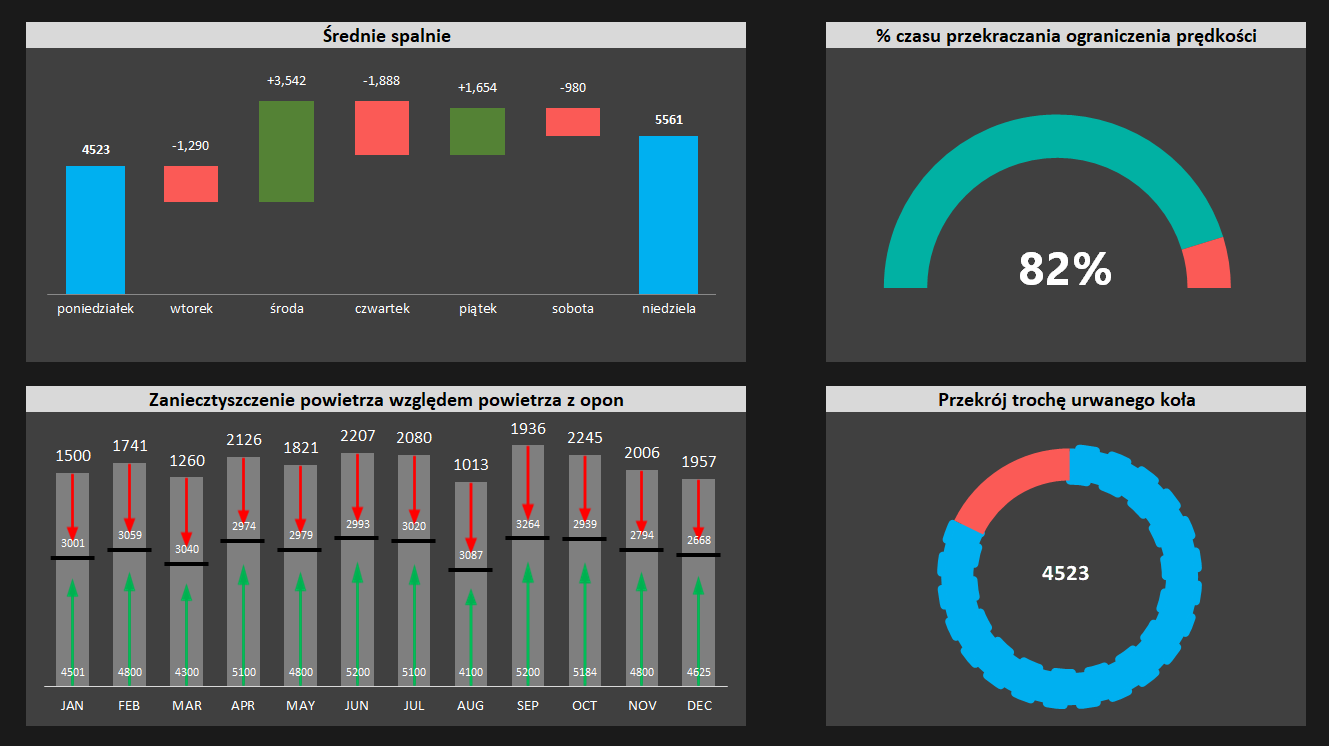 Średnie spalnie
+3,542
-1,888
+1,654
-980
5561
4523
-1,290
poniedziałek wtorek środa czwartek piątek sobota niedziela
% czasu przekraczania ograniczenia prędkości
82%
Zaniecztyszczenie powietrza względem powietrza z opon
1500 1741 1260 2126 1821 2207 2080 1013 1936 2245 2006 1957
3001 3059 3040 2974 2979 2993 3020 3087 3264 2939 2794 2668
4501 4800 4300 5100 4800 5200 5100 4100 5200 5184 4800 4625
JAN FEB MAR APR MAY JUN JUL AUG SEP OCT NOV DEC
Przekrój trochę urwanego koła
4523